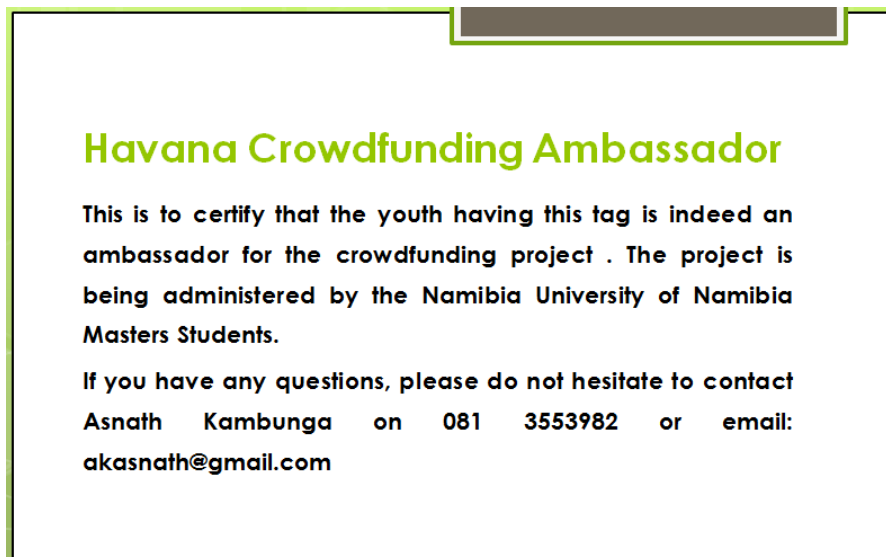 Havana Crowdfunding Ambassador
This is to certify that the youth having this tag is indeed an
ambassador for the crowdfunding project . The project is
being administered by the Namibia University of Namibia
Masters Students.
If you have any questions, please do not hesitate to contact
Asnath Kambunga on 081 3553982 or email:
akasnath@gmail.com